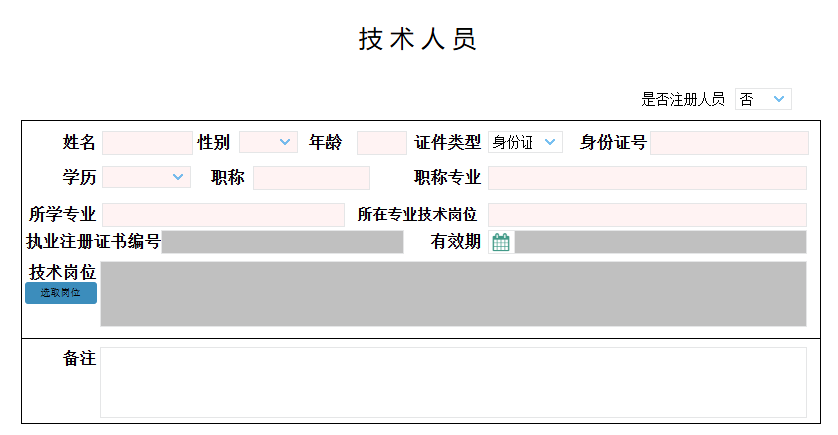 技术人员
是否注册人员 否
姓名 性别 年龄 证件类型 身份证 身份证号
学历 职称 职称专业
所学专业 所在专业技术岗位
执业注册证书编号 有效期
技术岗位
选取岗位
备注